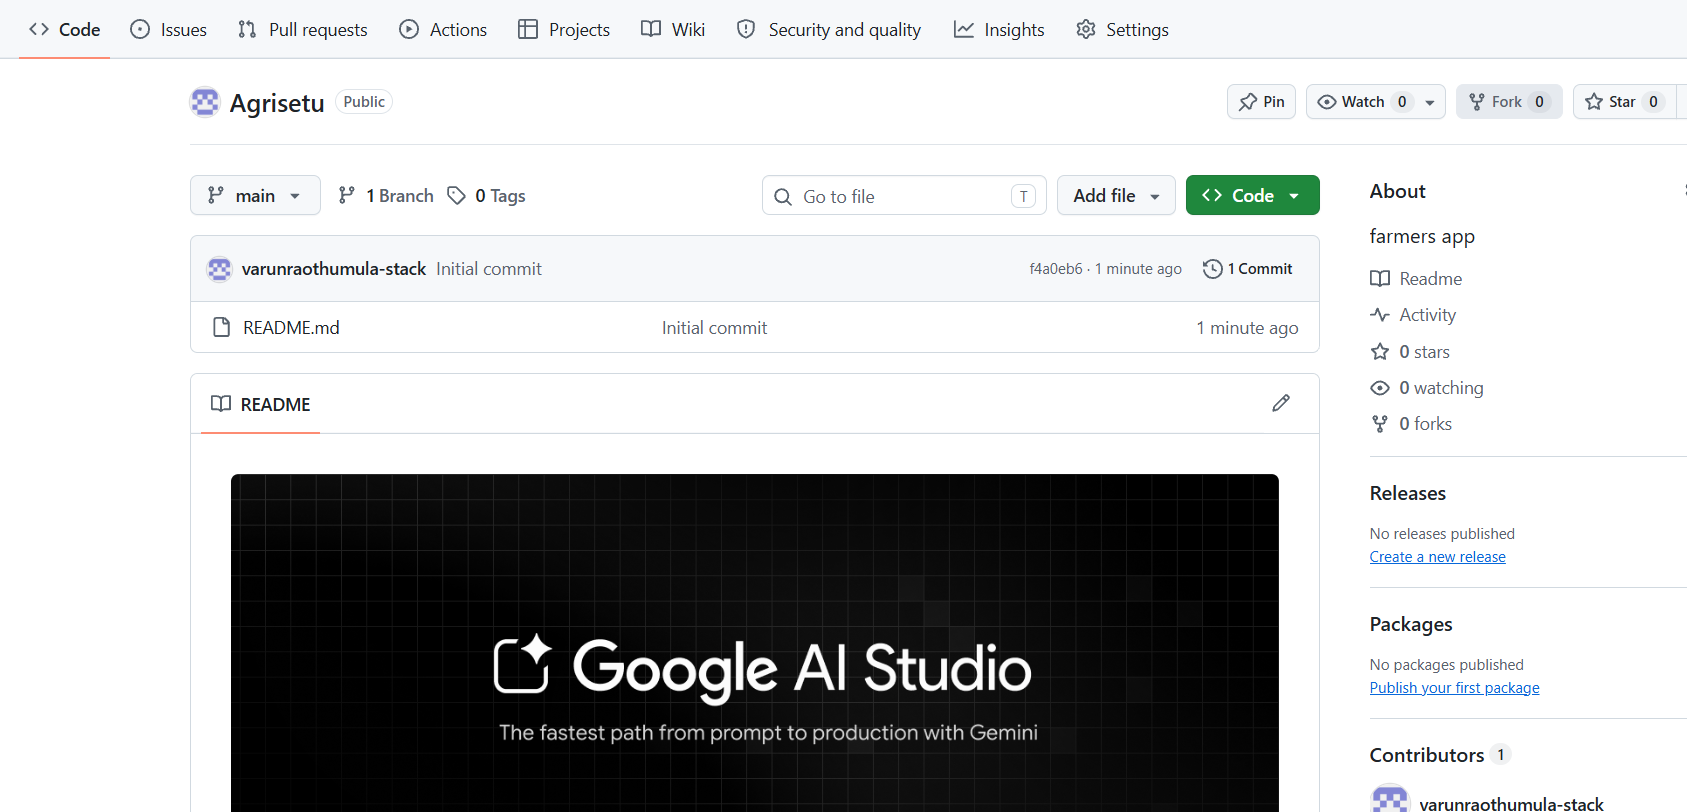 Code Issues Pull requests Actions Projects Wiki Security and quality Insights Settings
Agrisetu Public Pin Watch 0 Fork 0 Star 0
main 1 Branch 0 Tags Go to file T Add file Code
varunraothumula-stack Initial commit f4a0eb6 · 1 minute ago 1 Commit
README.md Initial commit 1 minute ago
README
Google AI Studio
The fastest path from prompt to production with Gemini
About
farmers app
Readme
Activity
0 stars
0 watching
0 forks
Releases
No releases published
Create a new release
Packages
No packages published
Publish your first package
Contributors 1
varunraothumula-stack